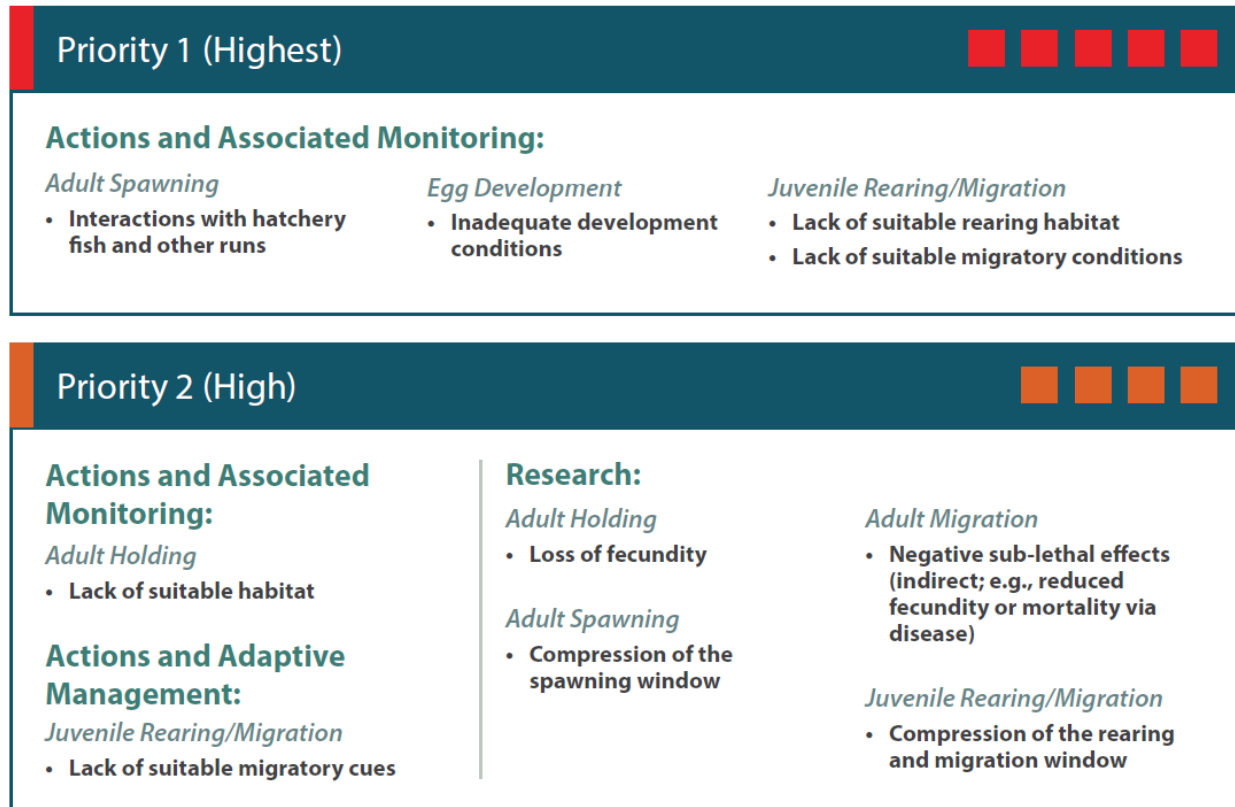 Priority 1 (Highest)
Actions and Associated Monitoring:
Adult Spawning
• Interactions with hatchery
fish and other runs
Egg Development
• Inadequate development
conditions
Juvenile Rearing/Migration
• Lack of suitable rearing habitat
• Lack of suitable migratory conditions
Priority 2 (High)
Actions and Associated
Monitoring:
Adult Holding
• Lack of suitable habitat
Actions and Adaptive
Management:
Juvenile Rearing/Migration
• Lack of suitable migratory cues
Research:
Adult Holding
• Loss of fecundity
Adult Spawning
• Compression of the
spawning window
Adult Migration
• Negative sub-lethal effects
(indirect; e.g., reduced
fecundity or mortality via
disease)
Juvenile Rearing/Migration
• Compression of the rearing
and migration window